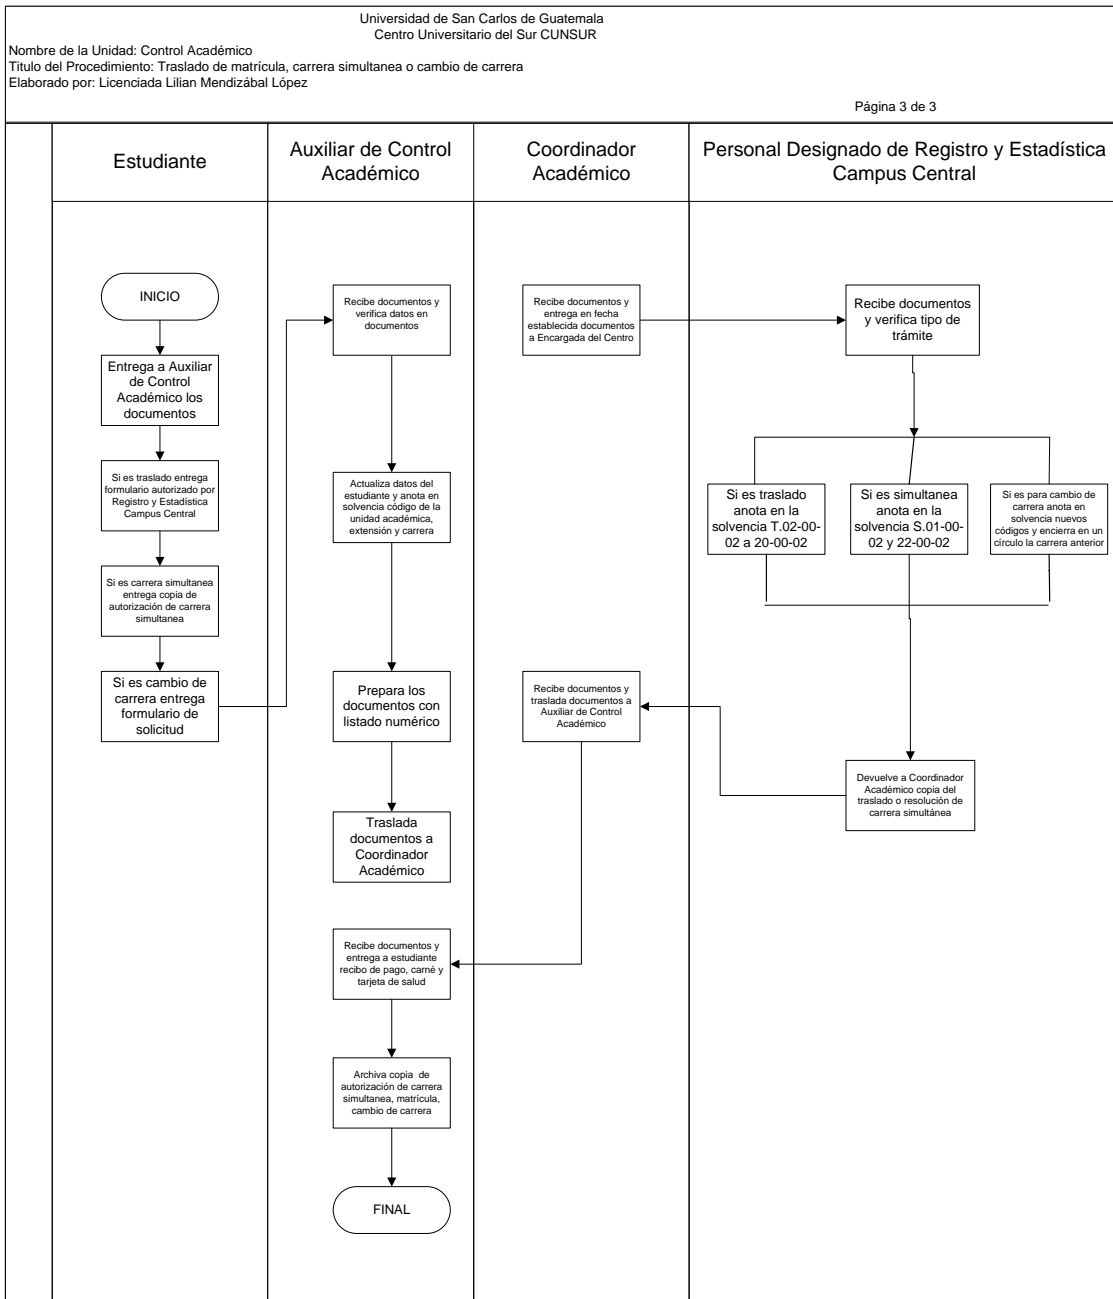 Universidad de San Carlos de Guatemala
Centro Universitario del Sur CUNSUR
Nombre de la Unidad: Control Académico
Titulo del Procedimiento: Traslado de matrícula, carrera simultanea o cambio de carrera
Elaborado por: Licenciada Lilian Mendizábal López
Página 3 de 3
Estudiante
Auxiliar de Control
Académico
Coordinador
Académico
Personal Designado de Registro y Estadística
Campus Central
INICIO
Entrega a Auxiliar
de Control
Académico los
documentos
Si es traslado entrega
formulario autorizado por
Registro y Estadística
Campus Central
Si es carrera simultanea
entrega copia de
autorización de carrera
simultanea
Si es cambio de
carrera entrega
formulario de
solicitud
Recibe documentos y
verifica datos en
documentos
Actualiza datos del
estudiante y anota en
solvencia código de la
unidad académica,
extensión y carrera
Prepara los
documentos con
listado numérico
Traslada
documentos a
Coordinador
Académico
Recibe documentos y
entrega en fecha
establecida documentos
a Encargada del Centro
Recibe documentos
y verifica tipo de
trámite
Si es traslado
anota en la
solvencia T.02-00-
02 a 20-00-02
Si es simultanea
anota en la
solvencia S.01-00-
02 y 22-00-02
Si es para cambio de
carrera anota en
solvencia nuevos
códigos y encierra en un
círculo la carrera anterior
Devuelve a Coordinador
Académico copia del
traslado o resolución de
carrera simultánea
Recibe documentos y
traslada documentos a
Auxiliar de Control
Académico
Recibe documentos y
entrega a estudiante
recibo de pago, carné y
tarjeta de salud
Archiva copia  de
autorización de carrera
simultanea, matrícula,
cambio de carrera
FINAL